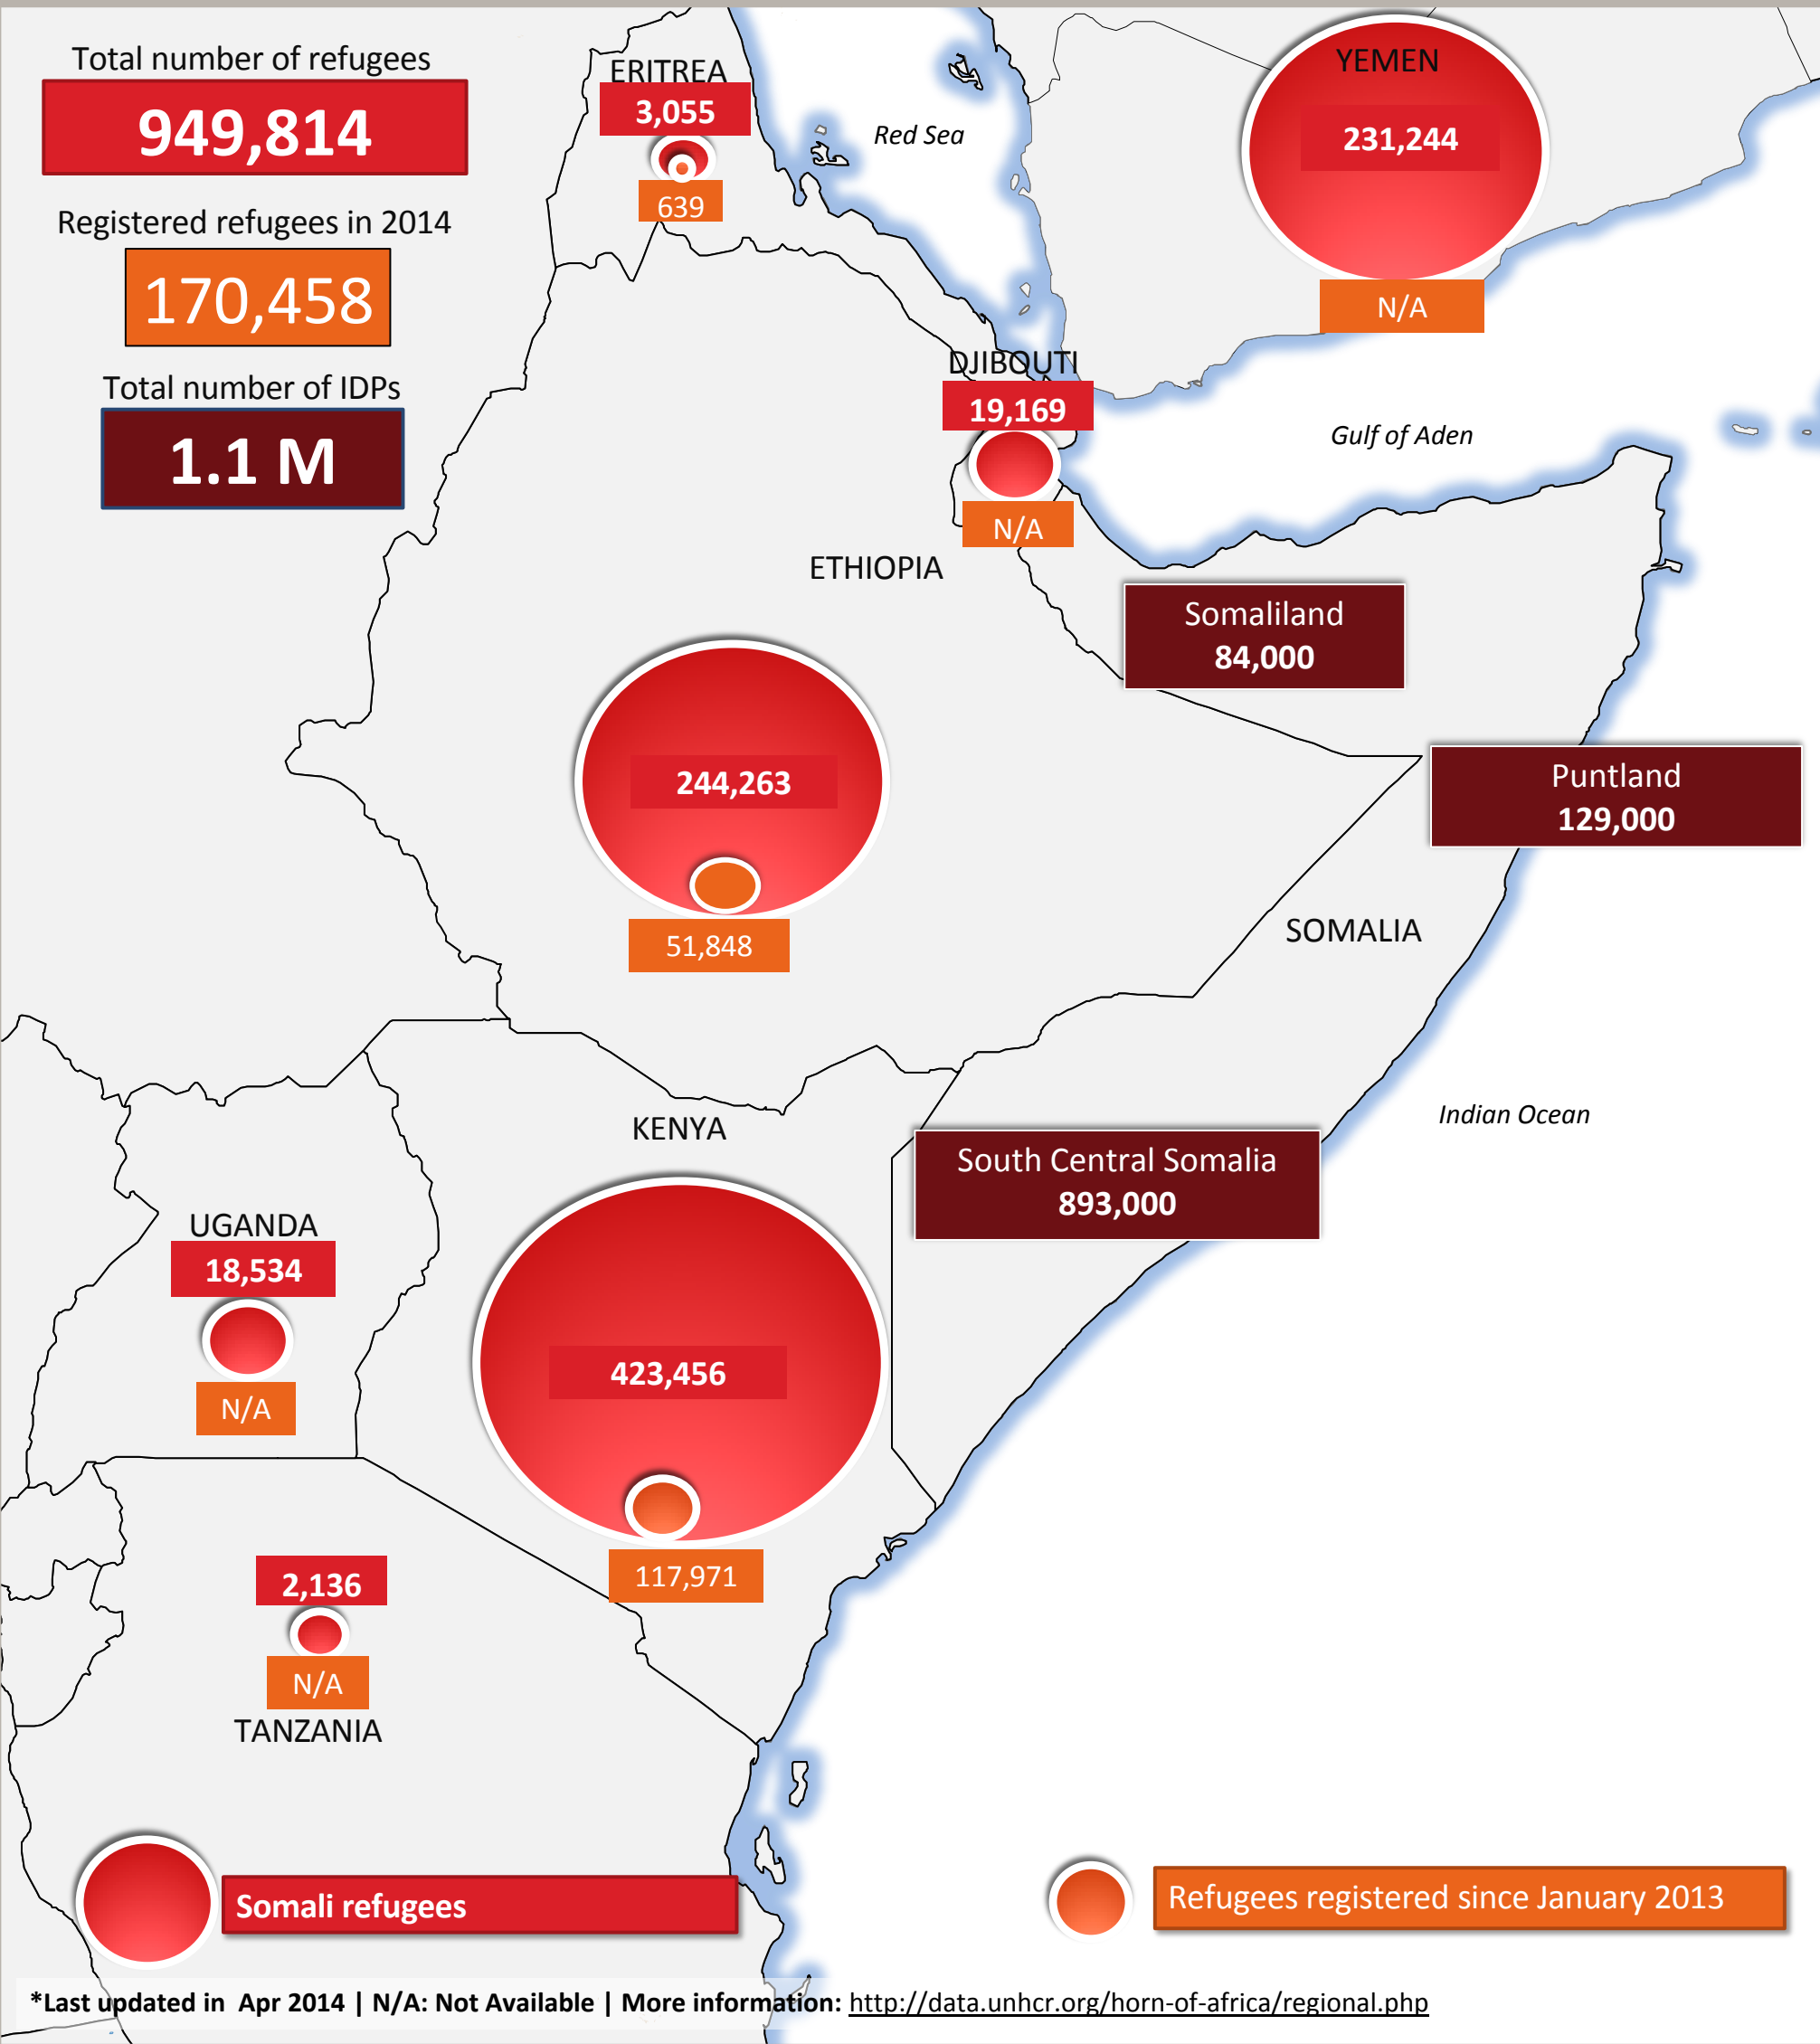 Total number of refugees
949,814
Registered refugees in 2014
170,458
Total number of IDPs
1.1 M
ERITREA
3,055
639
Red Sea
YEMEN
231,244
N/A
DJIBOUTI
19,169
N/A
Gulf of Aden
ETHIOPIA
244,263
51,848
Somaliland
84,000
Puntland
129,000
SOMALIA
Indian Ocean
South Central Somalia
893,000
KENYA
423,456
117,971
UGANDA
18,534
N/A
2,136
N/A
TANZANIA
Somali refugees
Refugees registered since January 2013
*Last updated in Apr 2014 | N/A: Not Available | More information: http://data.unhcr.org/horn-of-africa/regional.php